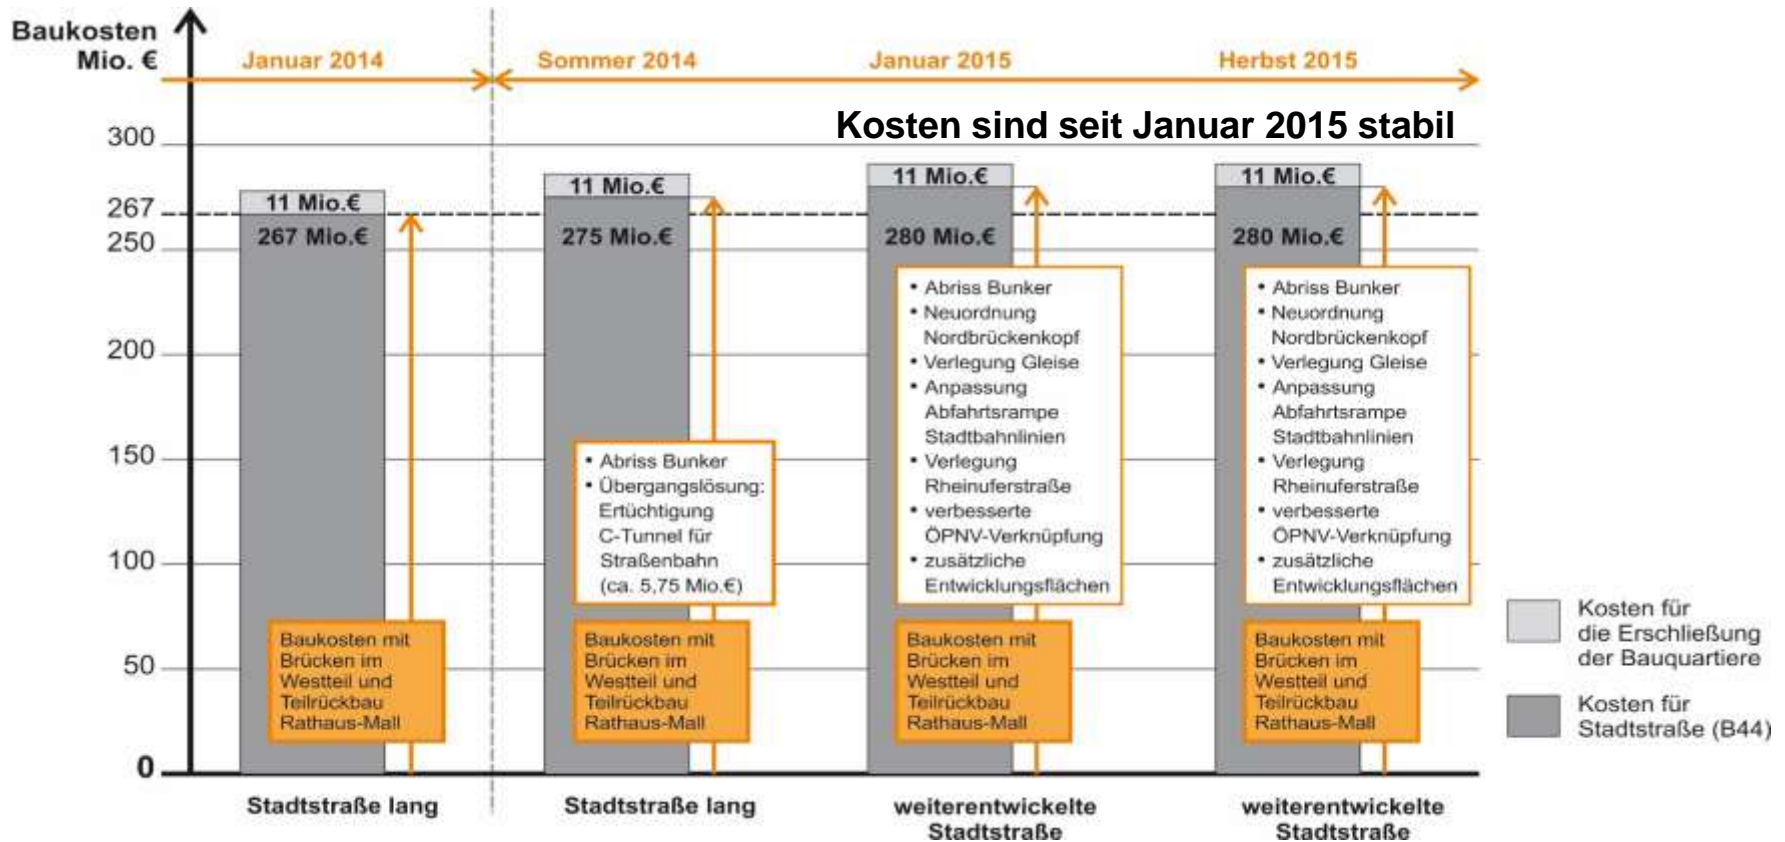 Baukosten
Mio. €
Januar 2014
Sommer 2014
Januar 2015
Herbst 2015
Kosten sind seit Januar 2015 stabil
300
267
250
200
150
100
50
0
11 Mio.€
267 Mio.€
Baukosten mit
Brücken im
Westteil und
Teilrückbau
Rathaus-Mall
Stadtstraße lang
11 Mio.€
275 Mio.€
• Abriss Bunker
• Übergangslösung:
Ertüchtigung
C-Tunnel für
Straßenbahn
(ca. 5,75 Mio.€)
Baukosten mit
Brücken im
Westteil und
Teilrückbau
Rathaus-Mall
Stadtstraße lang
11 Mio.€
280 Mio.€
• Abriss Bunker
• Neuordnung
Nordbrückenkopf
• Verlegung Gleise
• Anpassung
Abfahrtsrampe
Stadtbahnlinien
• Verlegung
Rheinuferstraße
• verbesserte
ÖPNV-Verknüpfung
• zusätzliche
Entwicklungsflächen
Baukosten mit
Brücken im
Westteil und
Teilrückbau
Rathaus-Mall
weiterentwickelte
Stadtstraße
11 Mio.€
280 Mio.€
• Abriss Bunker
• Neuordnung
Nordbrückenkopf
• Verlegung Gleise
• Anpassung
Abfahrtsrampe
Stadtbahnlinien
• Verlegung
Rheinuferstraße
• verbesserte
ÖPNV-Verknüpfung
• zusätzliche
Entwicklungsflächen
Baukosten mit
Brücken im
Westteil und
Teilrückbau
Rathaus-Mall
weiterentwickelte
Stadtstraße
Kosten für
die Erschließung
der Bauquartiere
Kosten für
Stadtstraße (B44)